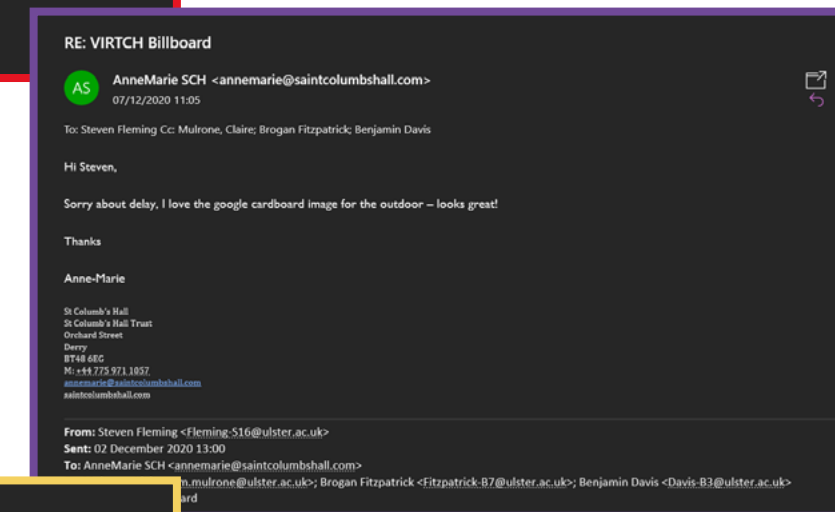 RE: VIRTCH Billboard
AS
AnneMarie SCH <annemarie@saintcolumbshall.com>
07/12/2020 11:05
To: Steven Fleming Cc: Mulrone, Claire; Brogan Fitzpatrick; Benjamin Davis
Hi Steven,
Sorry about delay, I love the google cardboard image for the outdoor – looks great!
Thanks
Anne-Marie
St Columb's Hall
St Columb's Hall Trust
Orchard Street
Derry
BT48 6EG
M: +44 775 971 1057
annemarie@saintcolumbshall.com
saintcolumbshall.com
From: Steven Fleming <Fleming-S16@ulster.ac.uk>
Sent: 02 December 2020 13:00
To: AnneMarie SCH <annemarie@saintcolumbshall.com>
m.mulrone@ulster.ac.uk>; Brogan Fitzpatrick <Fitzpatrick-B7@ulster.ac.uk>; Benjamin Davis <Davis-B3@ulster.ac.uk>
ard